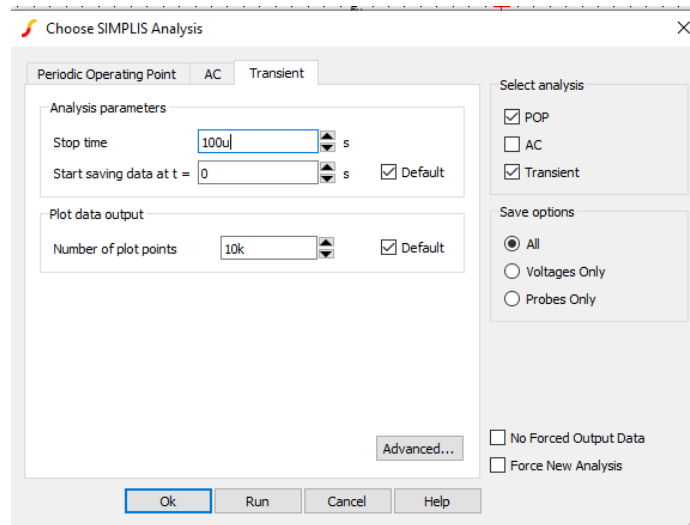 Choose SIMPLIS Analysis
Periodic Operating Point AC Transient
Analysis parameters
Stop time 100u s
Start saving data at t = 0 s Default
Plot data output
Number of plot points 10k Default
Advanced...
Select analysis
POP
AC
Transient
Save options
All
Voltages Only
Probes Only
No Forced Output Data
Force New Analysis
Ok Run Cancel Help